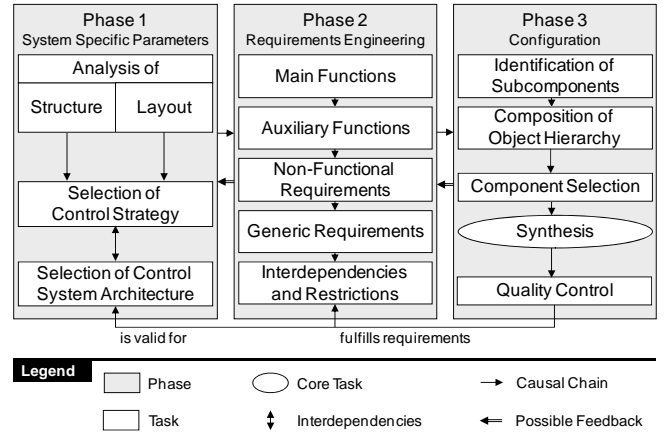 Phase 1
System Specific Parameters
Analysis of
Structure
Layout
Selection of
Control Strategy
Selection of Control
System Architecture
Phase 2
Requirements Engineering
Main Functions
Auxiliary Functions
Non-Functional
Requirements
Generic Requirements
Interdependencies
and Restrictions
Phase 3
Configuration
Identification of
Subcomponents
Composition of
Object Hierarchy
Component Selection
Synthesis
Quality Control
is valid for
fulfills requirements
Legend
Phase
Core Task
Causal Chain
Task
Interdependencies
Possible Feedback